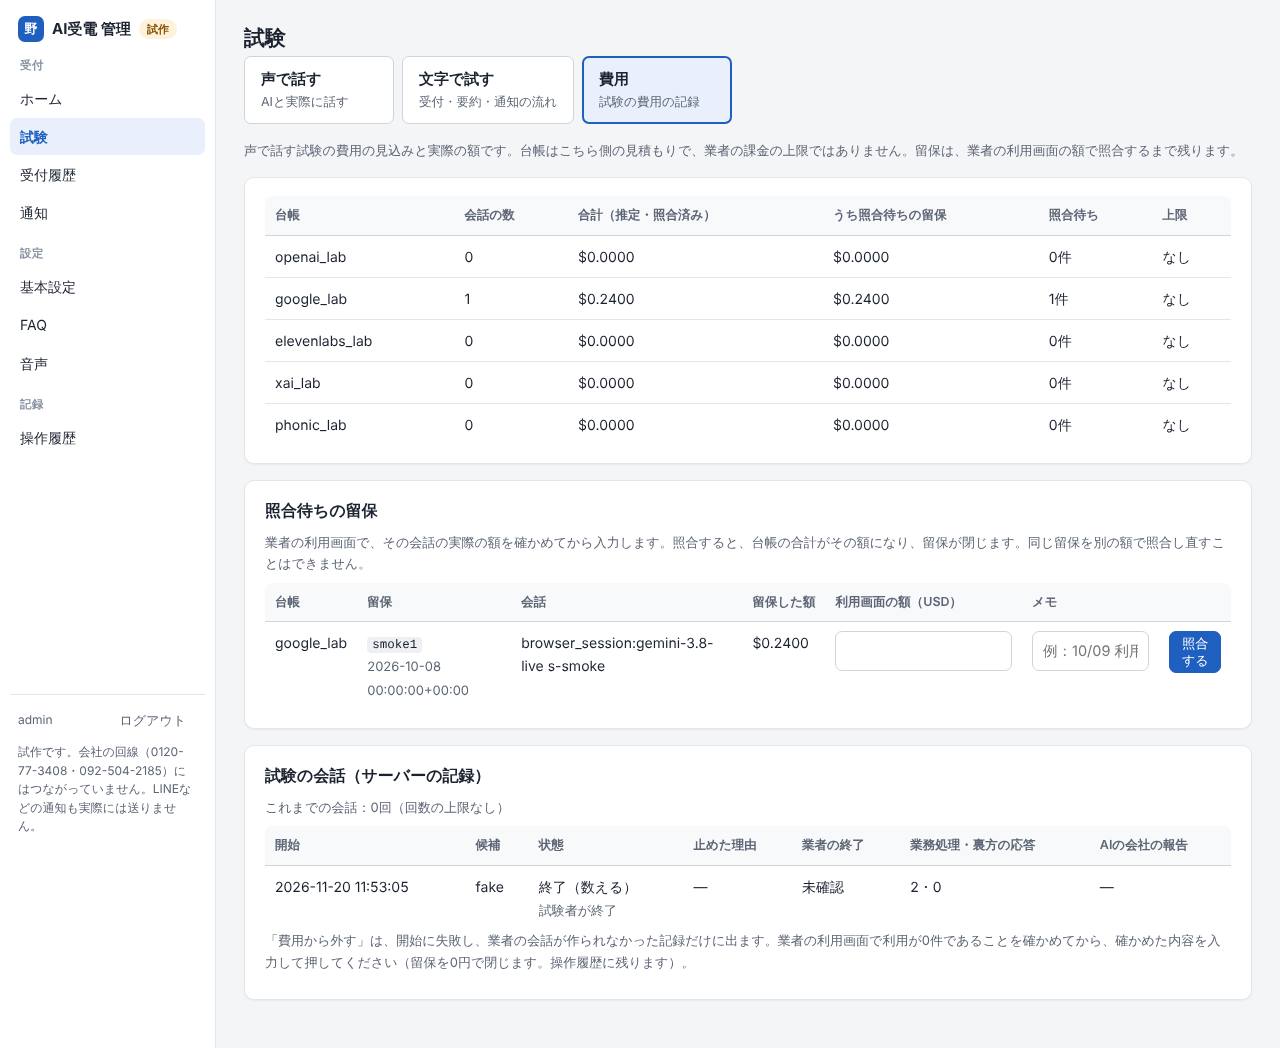 野 AI受電 管理 試作
受付
ホーム
試験
受付履歴
通知
設定
基本設定
FAQ
音声
記録
操作履歴
admin ログアウト
試作です。会社の回線（0120-
77-3408・092-504-2185）に
はつながっていません。LINEな
どの通知も実際には送りませ
ん。
試験
声で話す
AIと実際に話す
文字で試す
受付・要約・通知の流れ
費用
試験の費用の記録
声で話す試験の費用の見込みと実際の額です。台帳はこちら側の見積もりで、業者の課金の上限ではありません。留保は、業者の利用画面の額で照合するまで残ります。
台帳 会話の数 合計（推定・照合済み） うち照合待ちの留保 照合待ち 上限
openai_lab 0 $0.0000 $0.0000 0件 なし
google_lab 1 $0.2400 $0.2400 1件 なし
elevenlabs_lab 0 $0.0000 $0.0000 0件 なし
xai_lab 0 $0.0000 $0.0000 0件 なし
phonic_lab 0 $0.0000 $0.0000 0件 なし
照合待ちの留保
業者の利用画面で、その会話の実際の額を確かめてから入力します。照合すると、台帳の合計がその額になり、留保が閉じます。同じ留保を別の額で照合し直すこ
とはできません。
台帳 留保 会話 留保した額 利用画面の額（USD） メモ
google_lab smoke1 browser_session:gemini-3.8- $0.2400 例：10/09 利用 照合
2026-10-08 live s-smoke する
00:00:00+00:00
試験の会話（サーバーの記録）
これまでの会話：0回（回数の上限なし）
開始 候補 状態 止めた理由 業者の終了 業務処理・裏方の応答 AIの会社の報告
2026-11-20 11:53:05 fake 終了（数える） — 未確認 2・0 —
試験者が終了
「費用から外す」は、開始に失敗し、業者の会話が作られなかった記録だけに出ます。業者の利用画面で利用が0件であることを確かめてから、確かめた内容を入
力して押してください（留保を0円で閉じます。操作履歴に残ります）。